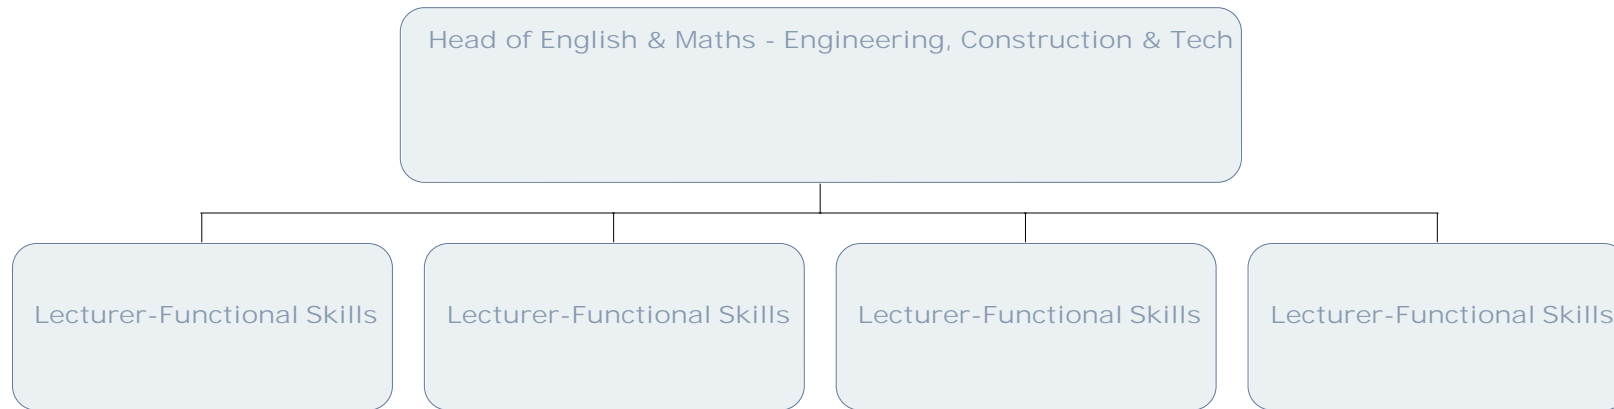 Head of English & Maths - Engineering, Construction & Tech
Lecturer-Functional Skills
Lecturer-Functional Skills
Lecturer-Functional Skills
Lecturer-Functional Skills